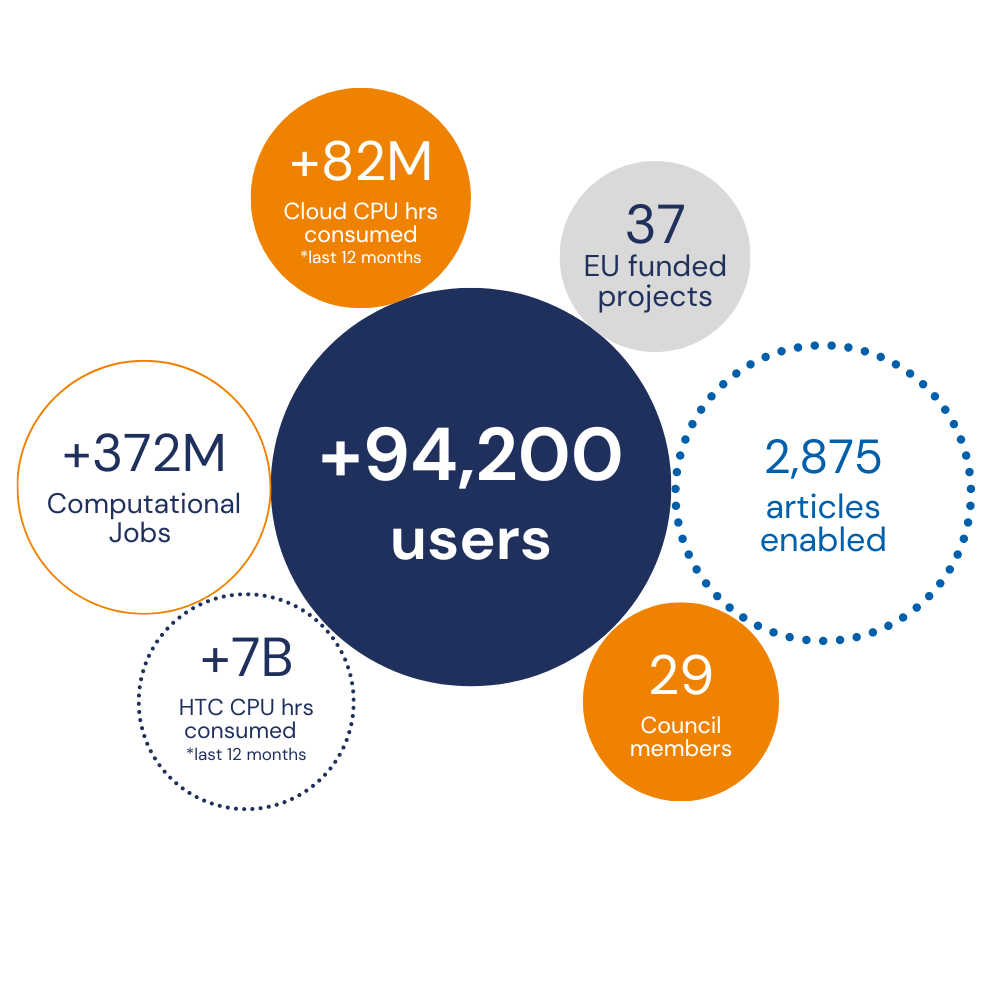 +82M
Cloud CPU hrs
consumed
*last 12 months
37
EU funded
projects
+372M
Computational
Jobs
+94,200
users
2,875
articles
enabled
+7B
HTC CPU hrs
consumed
*last 12 months
29
Council
members